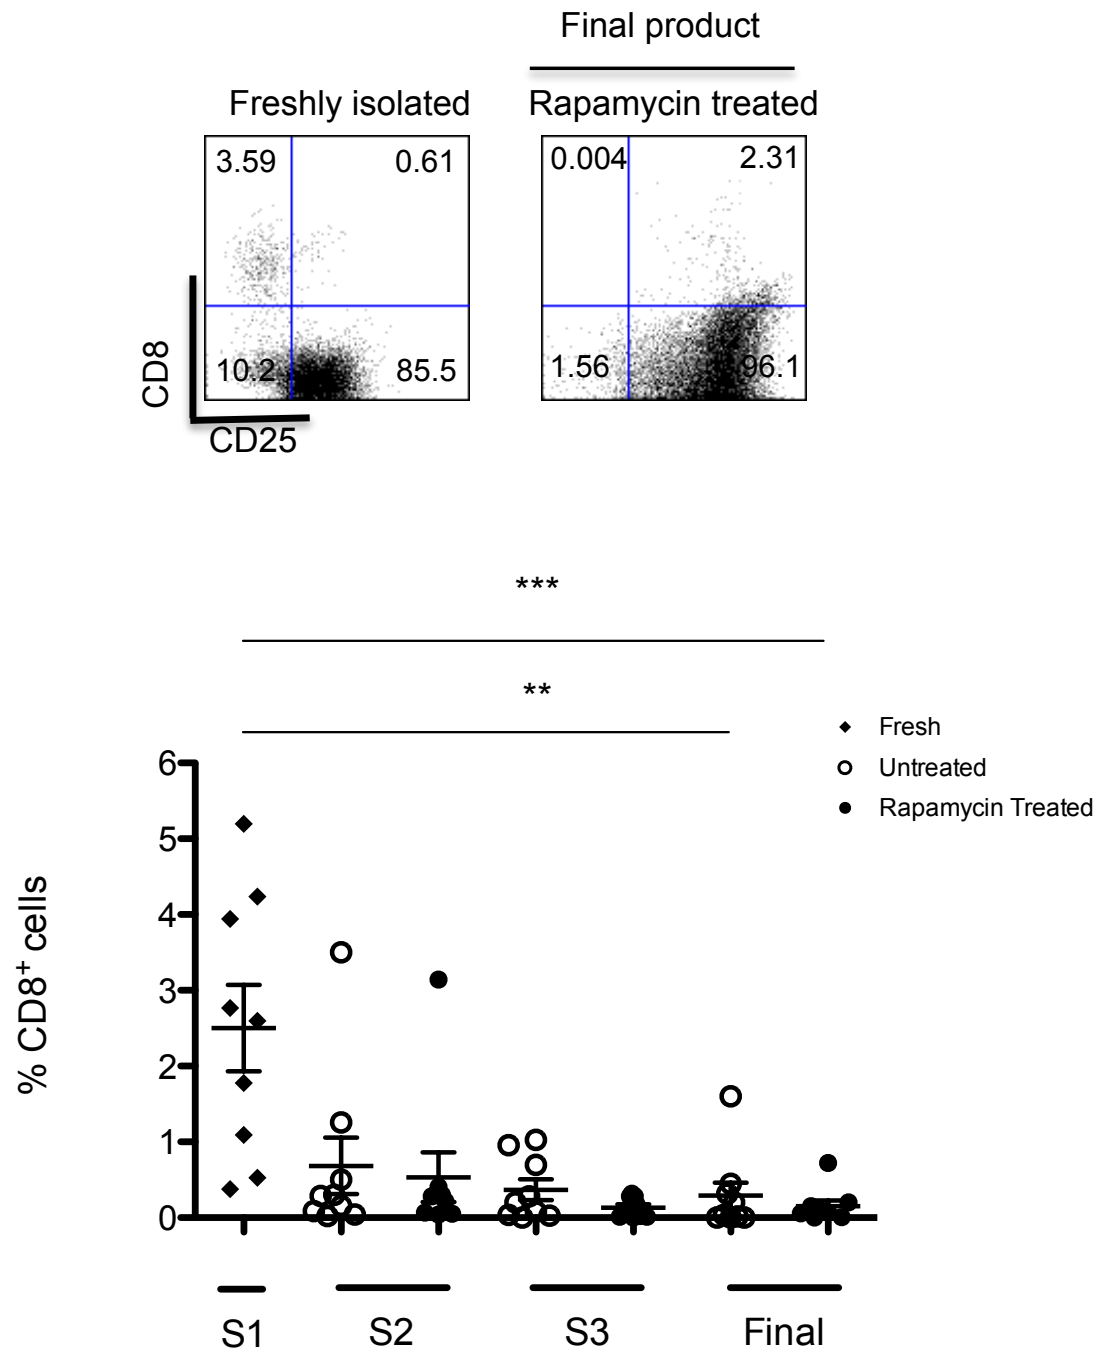 Final product
Freshly isolated
Rapamycin treated
3.59
0.61
10.2
85.5
0.004
2.31
1.56
96.1
CD8
CD25
***
**
Fresh
Untreated
Rapamycin Treated
% CD8+ cells
6
5
4
3
2
1
0
S1
S2
S3
Final